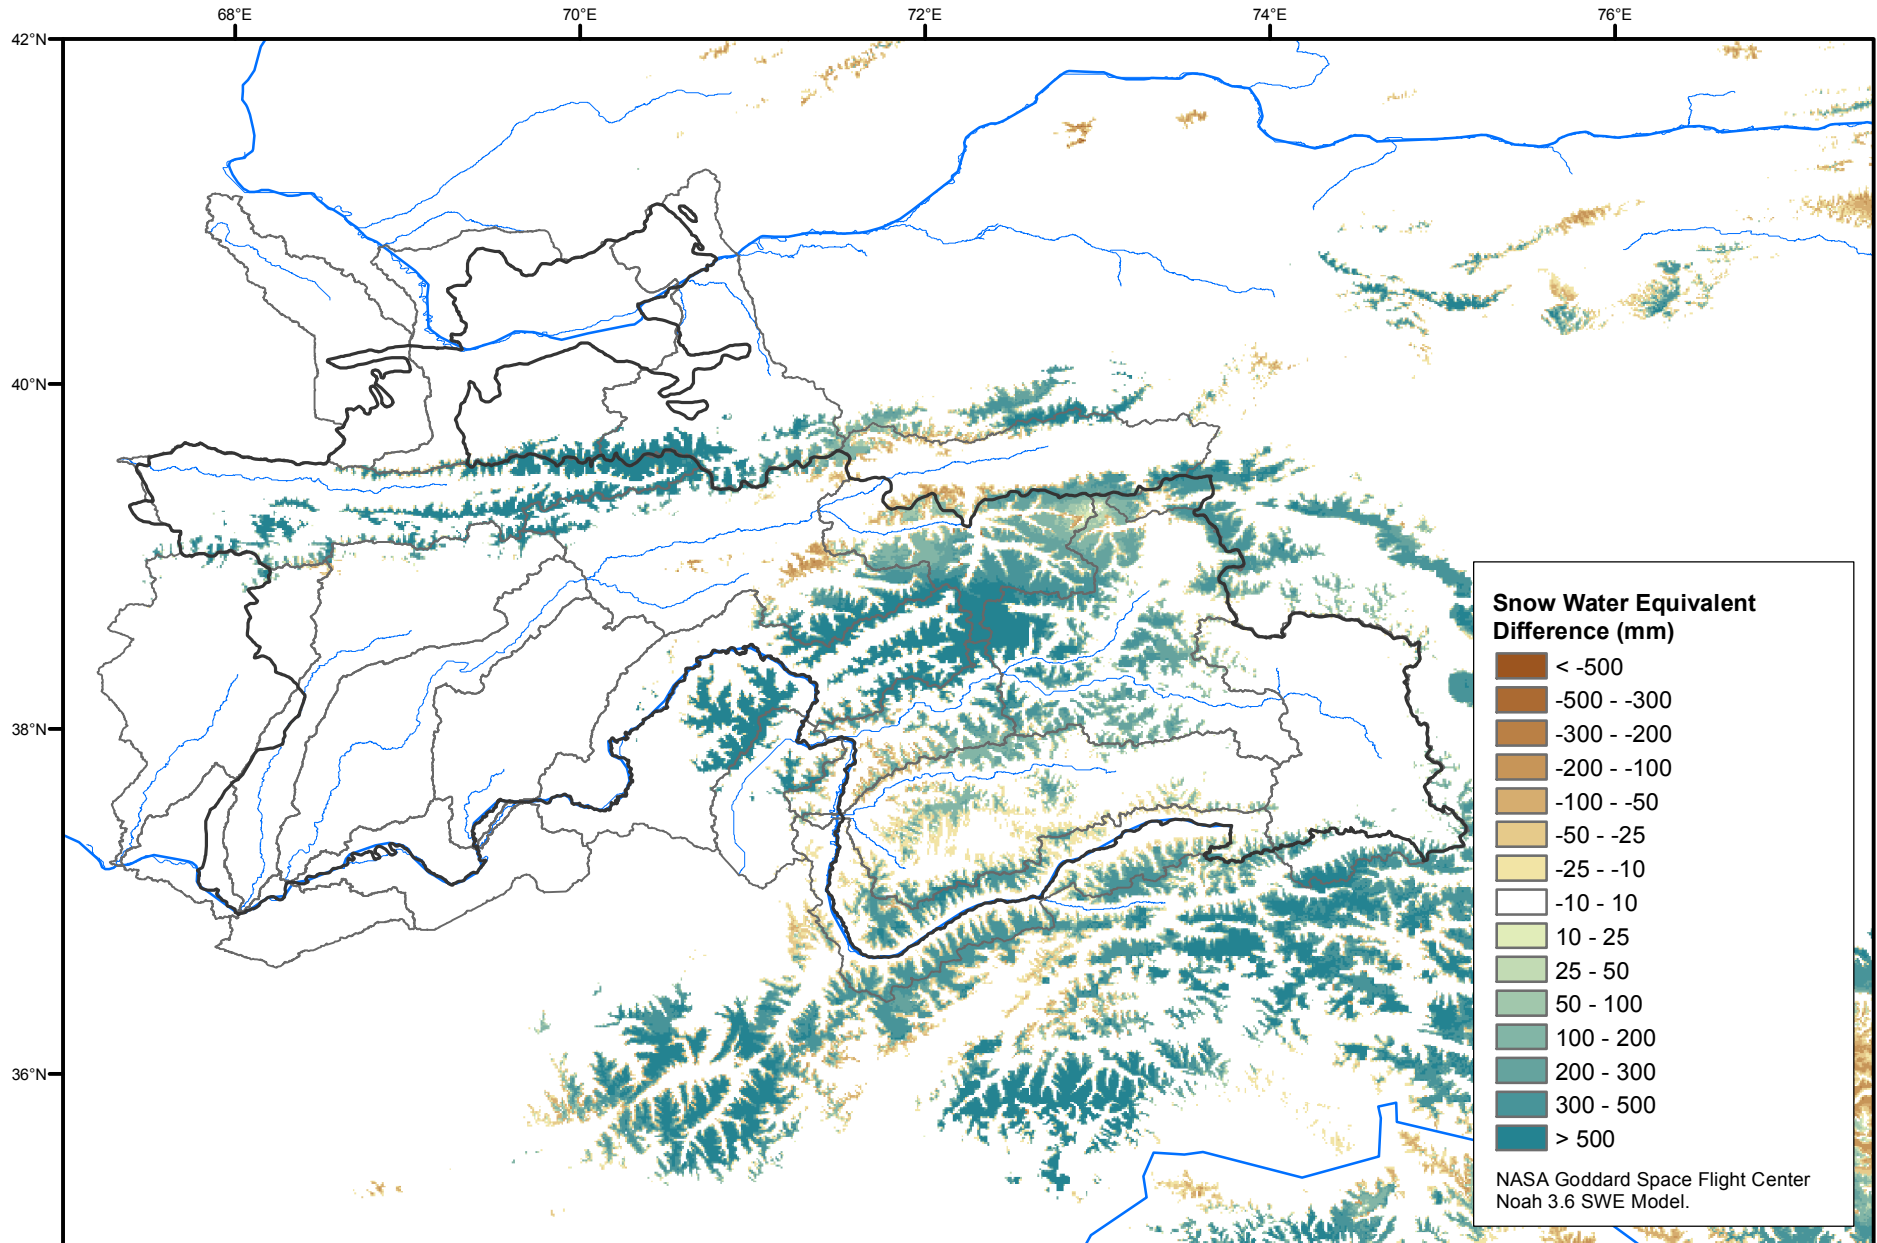 68°E
70°E
72°E
74°E
76°E
42°N
40°N
38°N
36°N
Snow Water Equivalent
Difference (mm)
< -500
-500 - -300
-300 - -200
-200 - -100
-100 - -50
-50 - -25
-25 - -10
-10 - 10
10 - 25
25 - 50
50 - 100
100 - 200
200 - 300
300 - 500
> 500
NASA Goddard Space Flight Center
Noah 3.6 SWE Model.